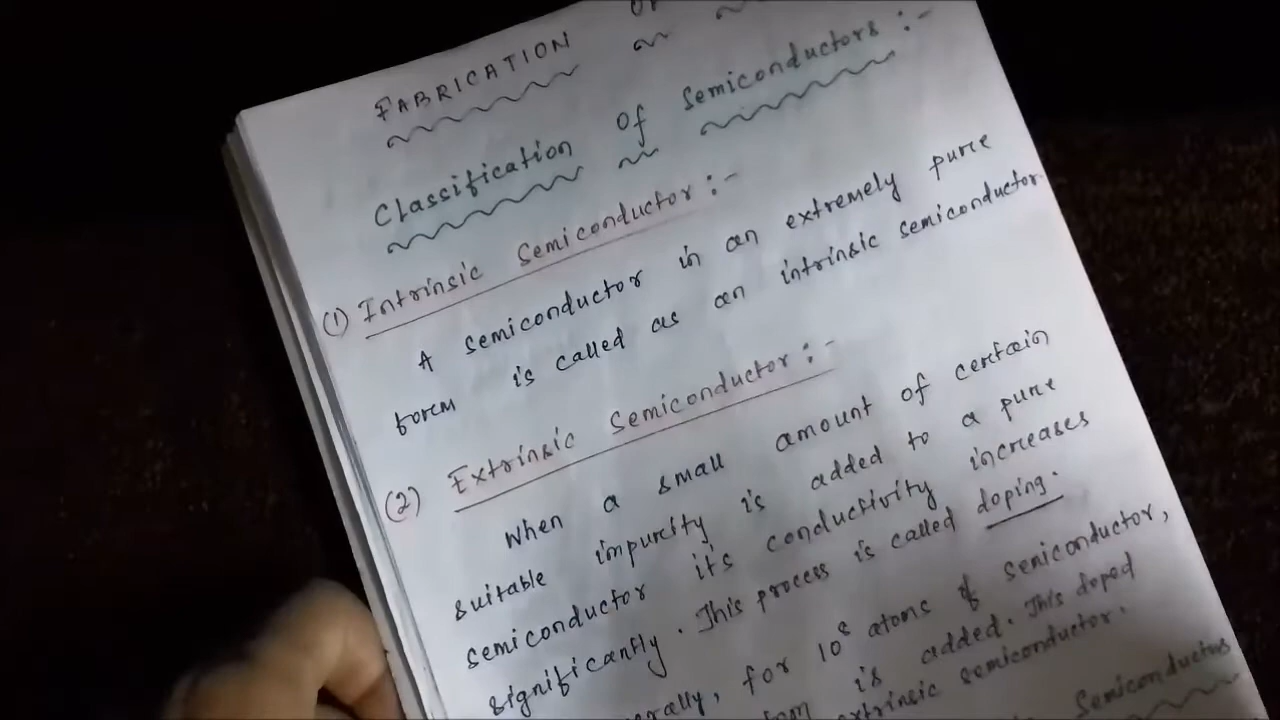 FABRICATION
Classification of Semiconductors :-
(1) Intrinsic Semiconductor :-
A semiconductor in an extremely pure
form is called as an intrinsic semiconductor.
(2) Extrinsic Semiconductor :-
When a small amount of certain
suitable impurity is added to a pure
semiconductor it's conductivity increases
significantly. This process is called doping.
for 10⁸ atoms of semiconductor,
is added. This doped
extrinsic semiconductor.